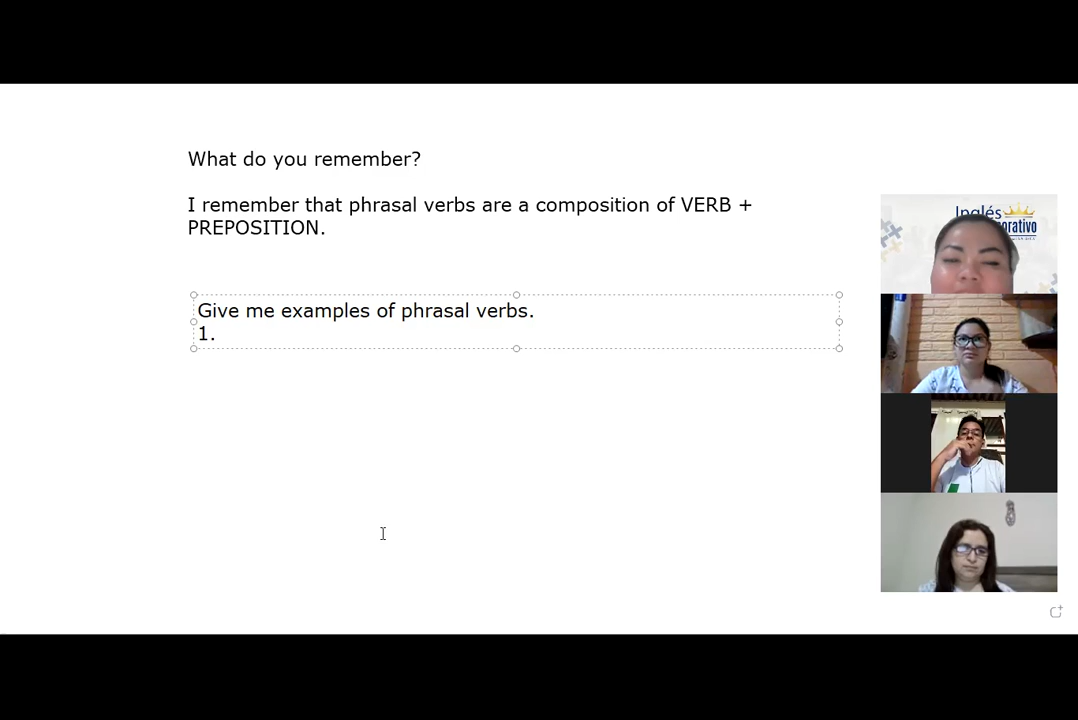 What do you remember?
I remember that phrasal verbs are a composition of VERB +
PREPOSITION.
Give me examples of phrasal verbs.
1.
Inglés